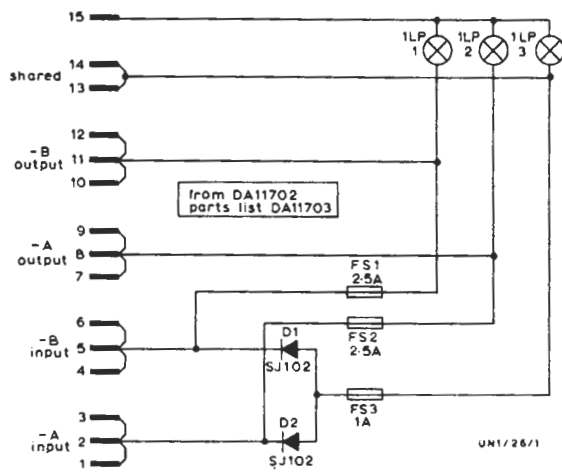 15
1LP 1LP 1LP
1 2 3
14
shared
13
12
-B 11
output
10
from DA11702
parts list DA11703
9
-A 8
output
7
FS1
2·5A
6
-B 5
input
4
FS2
2·5A
D1
SJ102
FS3
1A
3
-A 2
input
1
D2
SJ102
UN1/26/1